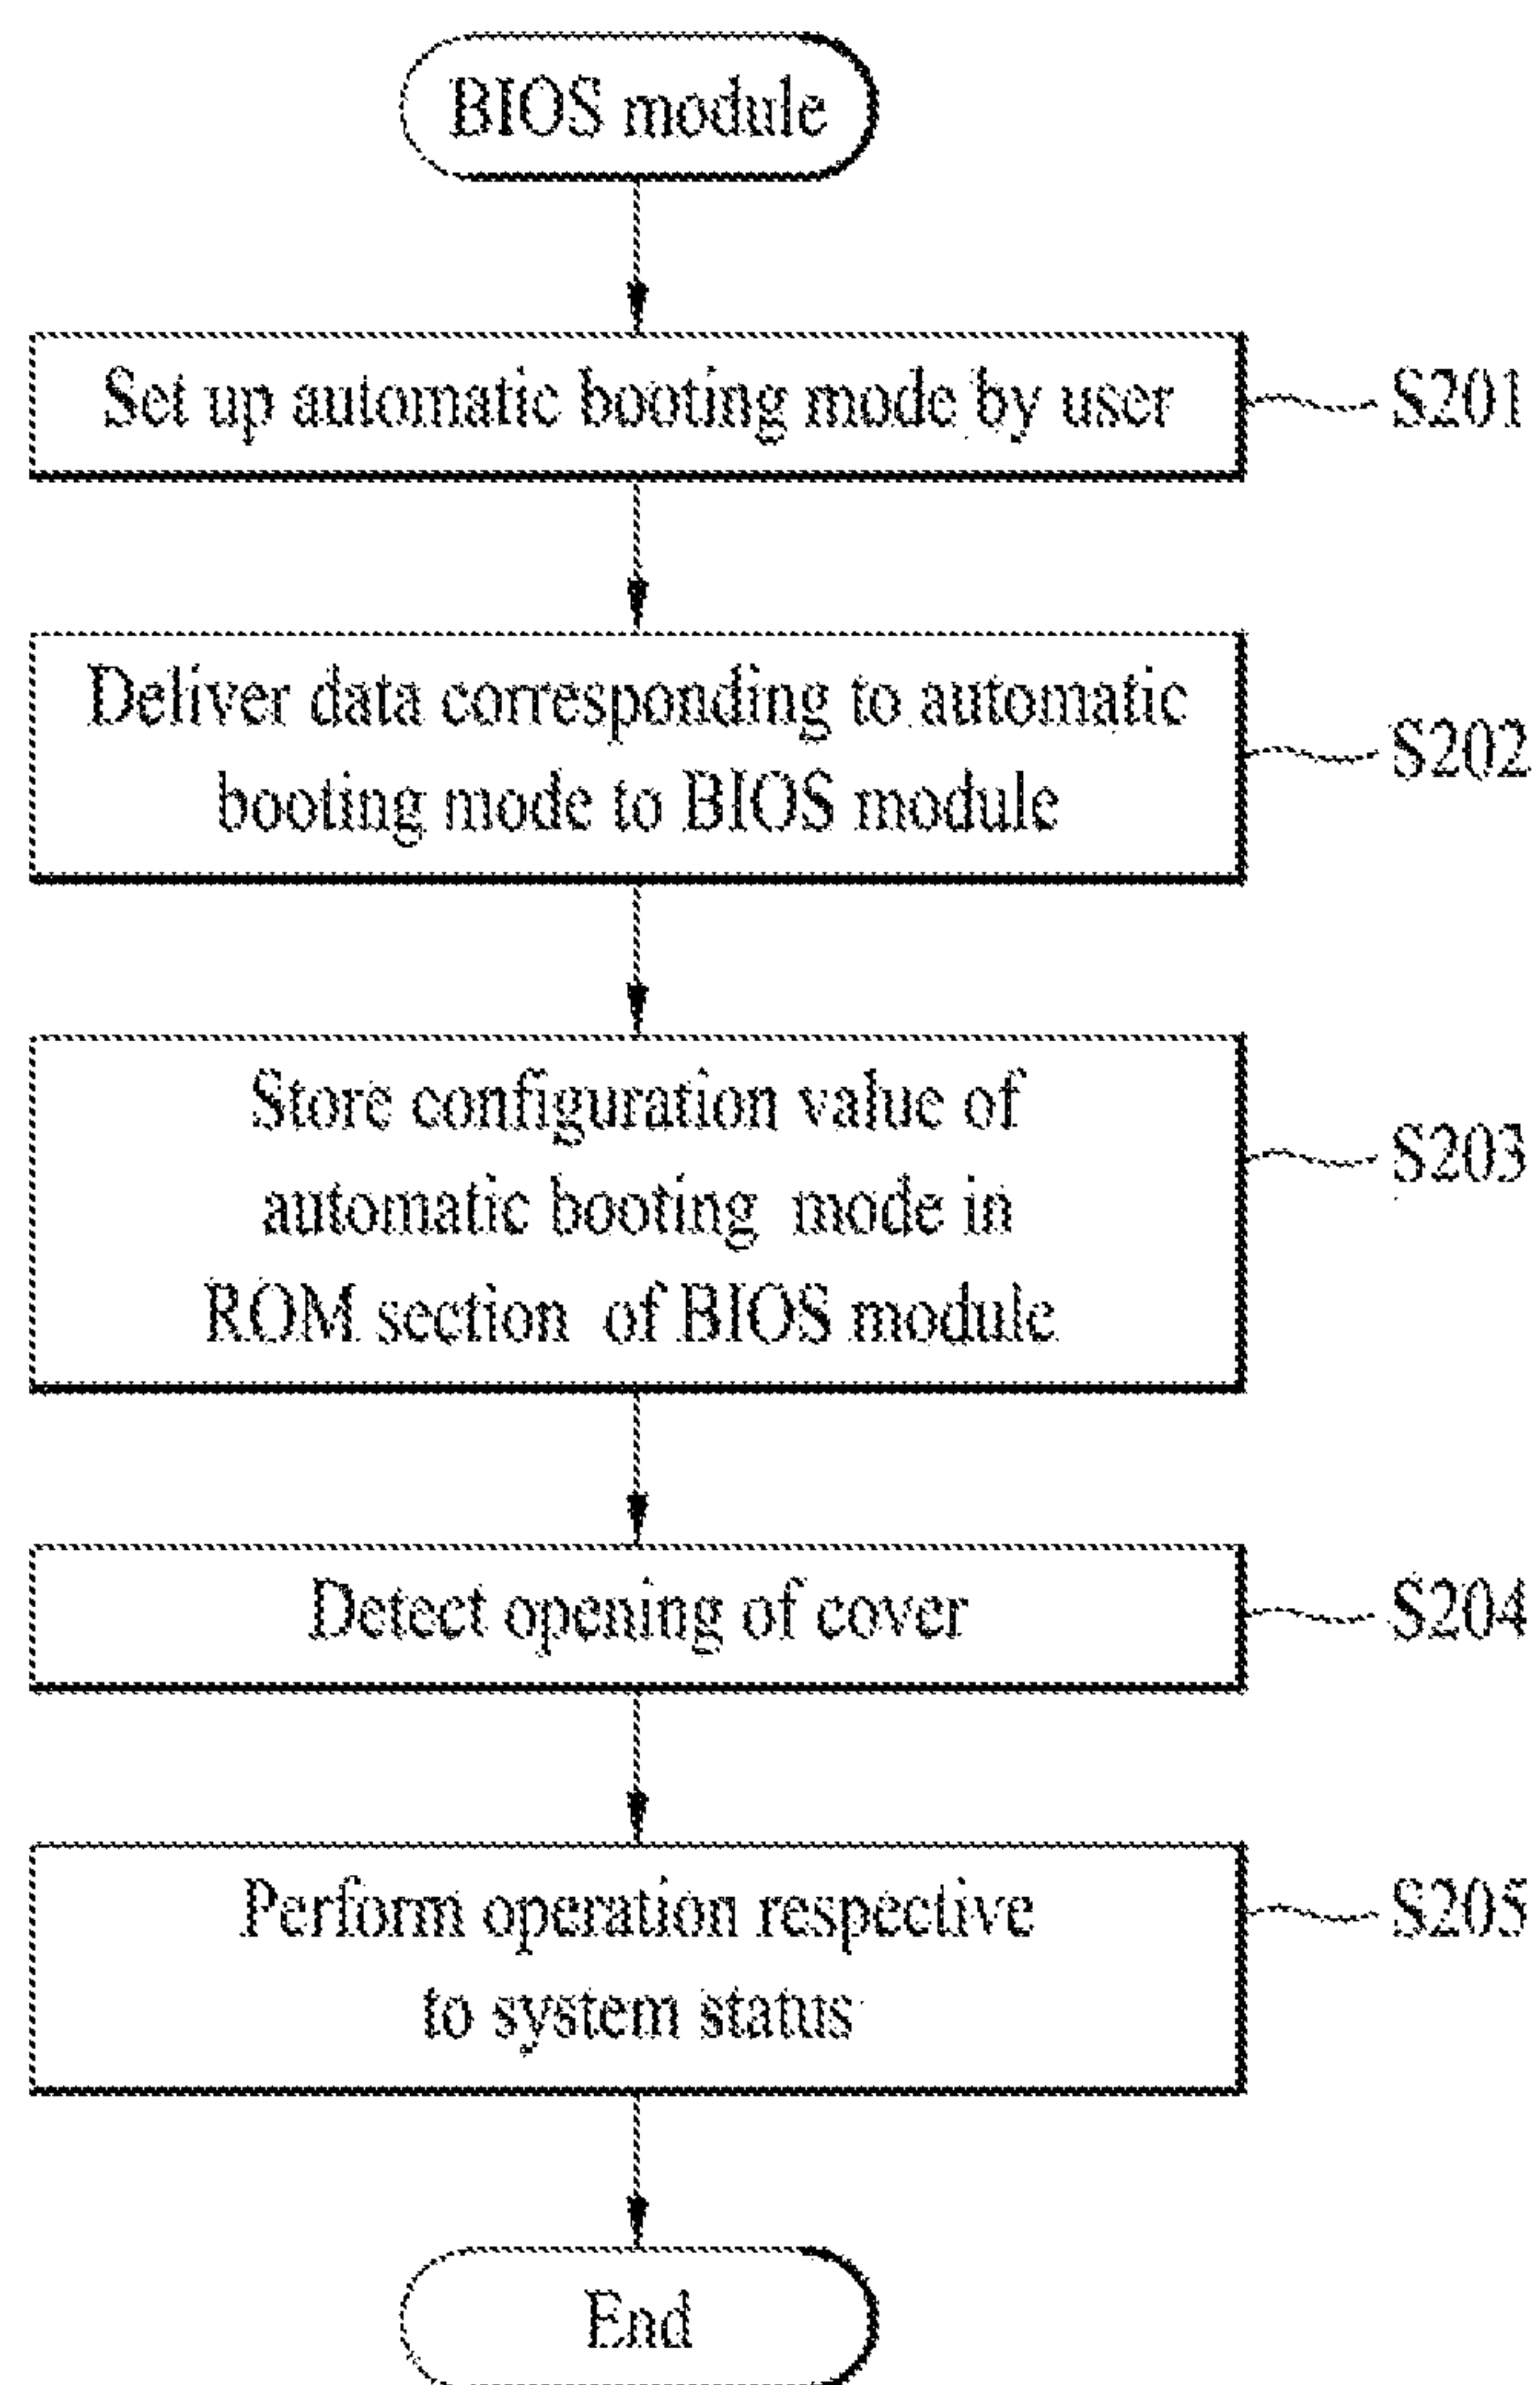 BIOS module
Set up automatic booting mode by user
S201
Deliver data corresponding to automatic
booting mode to BIOS module
S202
Store configuration value of
automatic booting mode in
ROM section of BIOS module
S203
Detect opening of cover
S204
Perform operation respective
to system status
S205
End